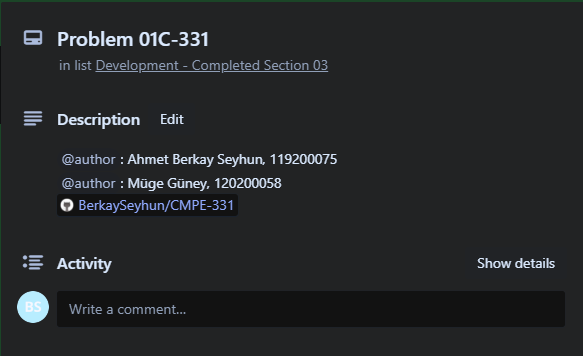 Problem 01C-331
in list Development - Completed Section 03
Description Edit
@author : Ahmet Berkay Seyhun, 119200075
@author : Müge Güney, 120200058
BerkaySeyhun/CMPE-331
Activity Show details
BS Write a comment...